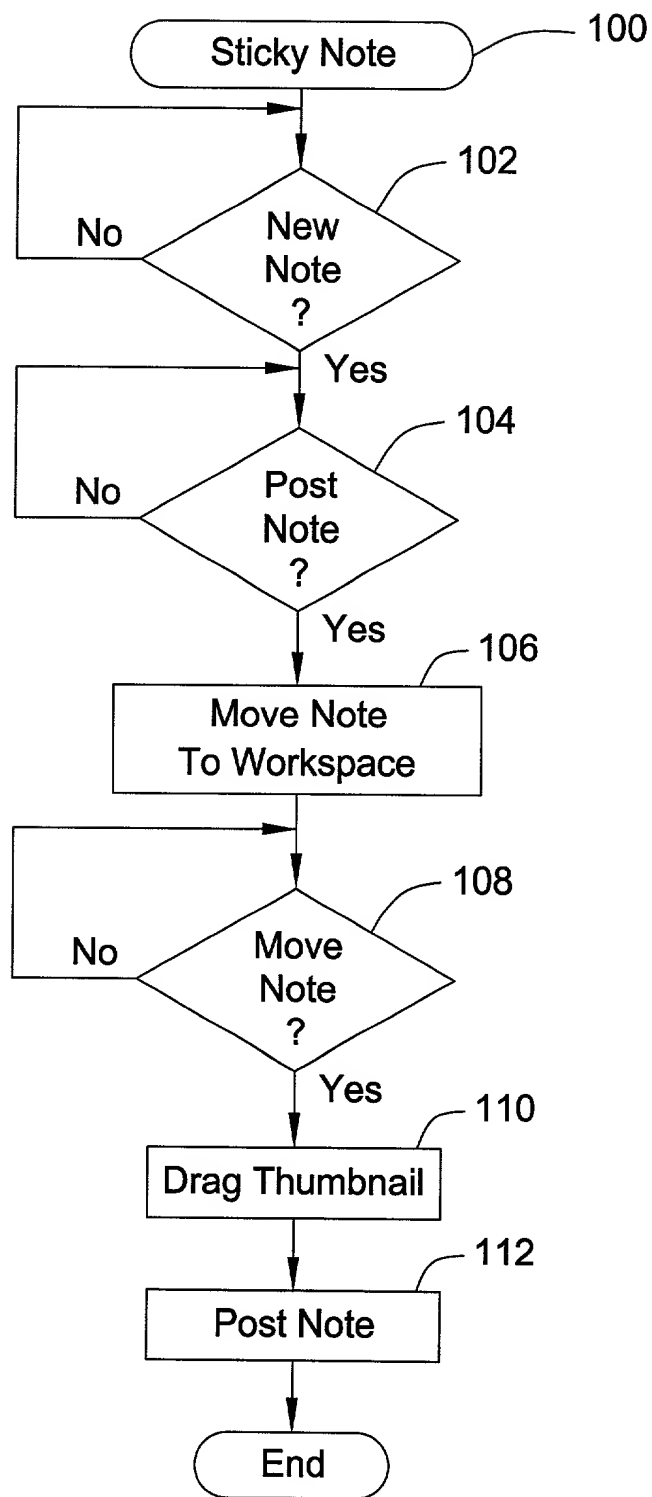 Sticky Note
100
102
New
Note
?
No
Yes
104
Post
Note
?
No
Yes
106
Move Note
To Workspace
108
Move
Note
?
No
Yes
110
Drag Thumbnail
112
Post Note
End